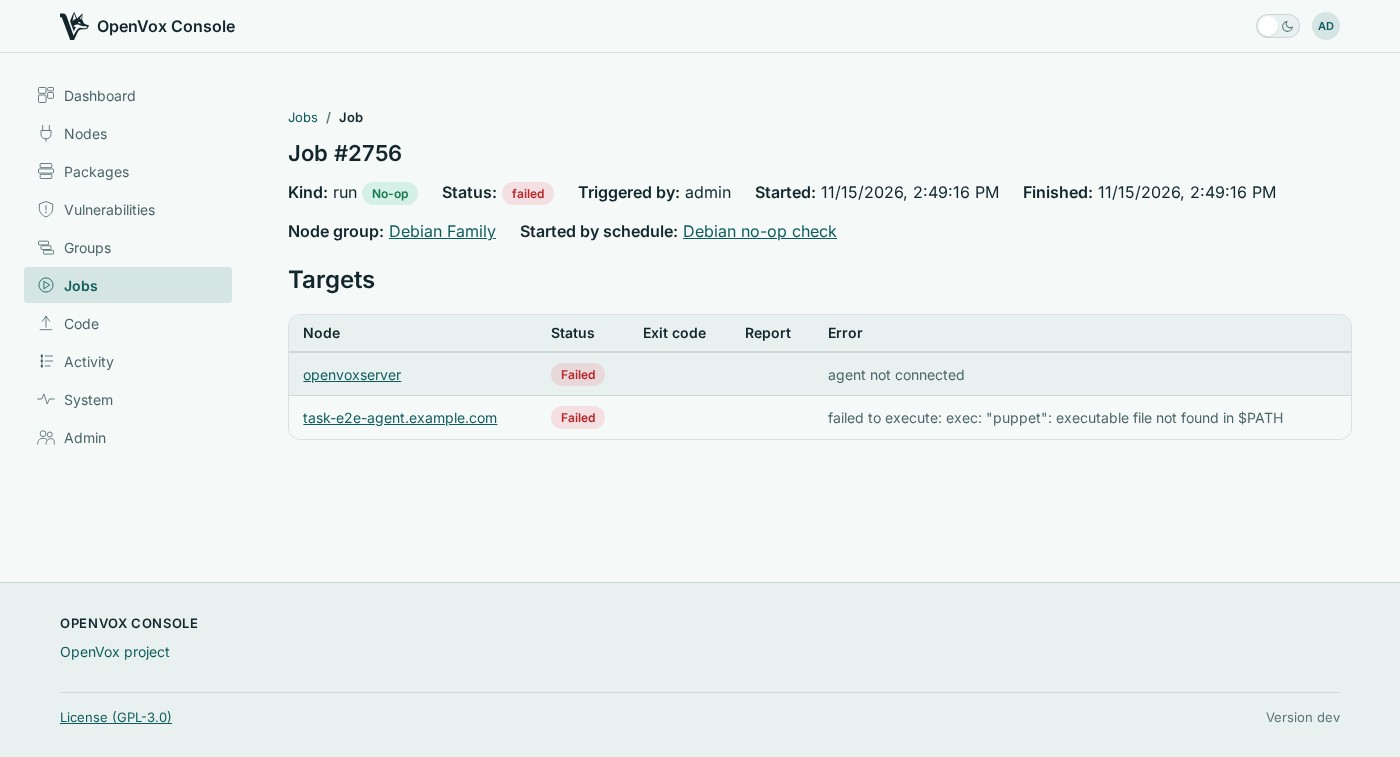 OpenVox Console
AD
Dashboard
Nodes
Packages
Vulnerabilities
Groups
Jobs
Code
Activity
System
Admin
Jobs / Job
Job #2756
Kind: run No-op Status: failed Triggered by: admin Started: 11/15/2026, 2:49:16 PM Finished: 11/15/2026, 2:49:16 PM
Node group: Debian Family Started by schedule: Debian no-op check
Targets
Node Status Exit code Report Error
openvoxserver Failed agent not connected
task-e2e-agent.example.com Failed failed to execute: exec: "puppet": executable file not found in $PATH
OPENVOX CONSOLE
OpenVox project
License (GPL-3.0) Version dev